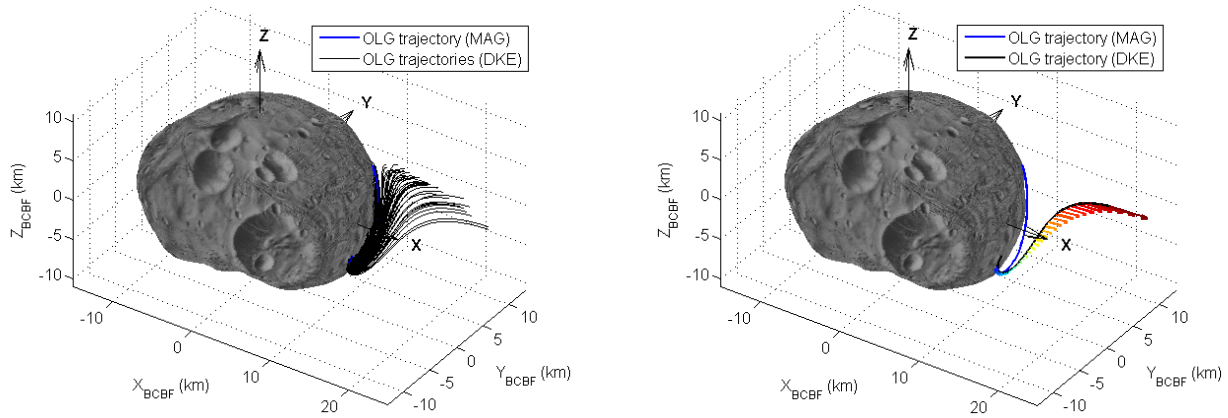 OLG trajectory (MAG)
OLG trajectories (DKE)
Z
Y
X
10
5
0
-5
-10
Z_BCBF (km)
-10
0
10
20
X_BCBF (km)
-10
-5
0
5
10
Y_BCBF (km)
OLG trajectory (MAG)
OLG trajectory (DKE)
Z
Y
X
10
5
0
-5
-10
Z_BCBF (km)
-10
0
10
20
X_BCBF (km)
-10
-5
0
5
10
Y_BCBF (km)